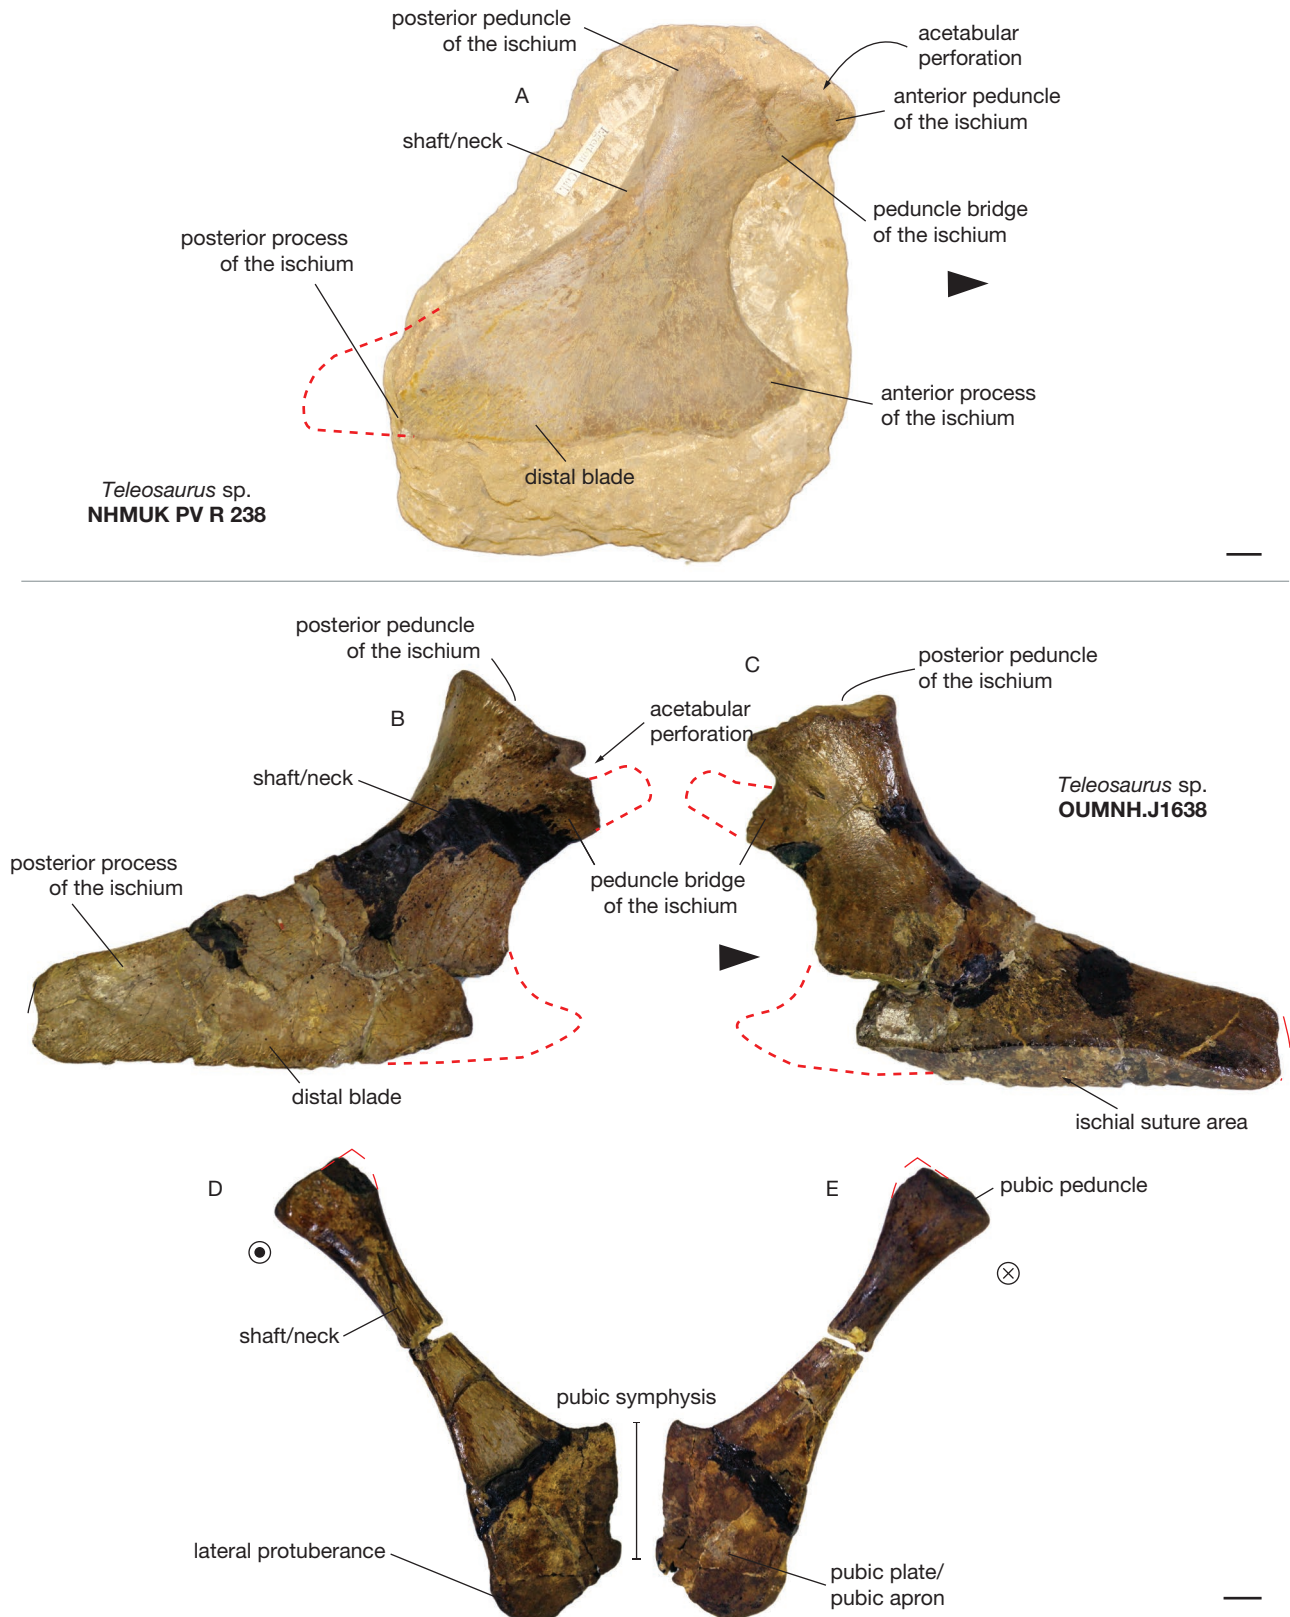 posterior peduncle
of the ischium
acetabular
perforation
A
anterior peduncle
of the ischium
shaft/neck
peduncle bridge
of the ischium
posterior process
of the ischium
anterior process
of the ischium
distal blade
Teleosaurus sp.
NHMUK PV R 238
posterior peduncle
of the ischium
C
posterior peduncle
of the ischium
B
acetabular
perforation
shaft/neck
Teleosaurus sp.
OUMNH.J1638
posterior process
of the ischium
peduncle bridge
of the ischium
distal blade
ischial suture area
D
E
pubic peduncle
shaft/neck
pubic symphysis
lateral protuberance
pubic plate/
pubic apron